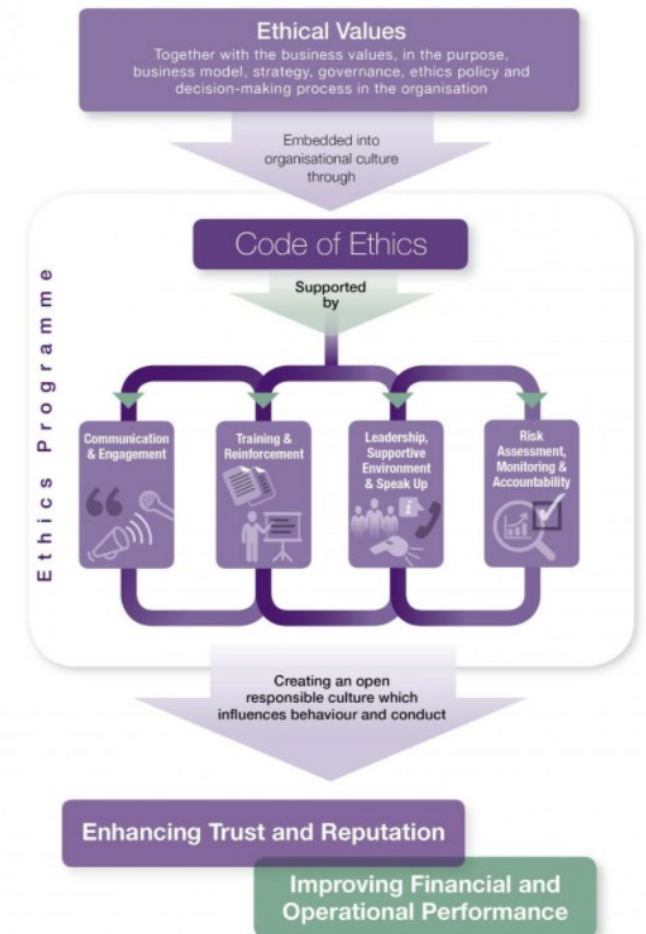 Ethical Values
Together with the business values, in the purpose,
business model, strategy, governance, ethics policy and
decision-making process in the organisation
Embedded into
organisational culture
through
Ethics Programme
Code of Ethics
Supported
by
Communication
& Engagement
Training &
Reinforcement
Leadership,
Supportive
Environment
& Speak Up
i
Risk
Assessment,
Monitoring &
Accountability
Creating an open
responsible culture which
influences behaviour and conduct
Enhancing Trust and Reputation
Improving Financial and
Operational Performance